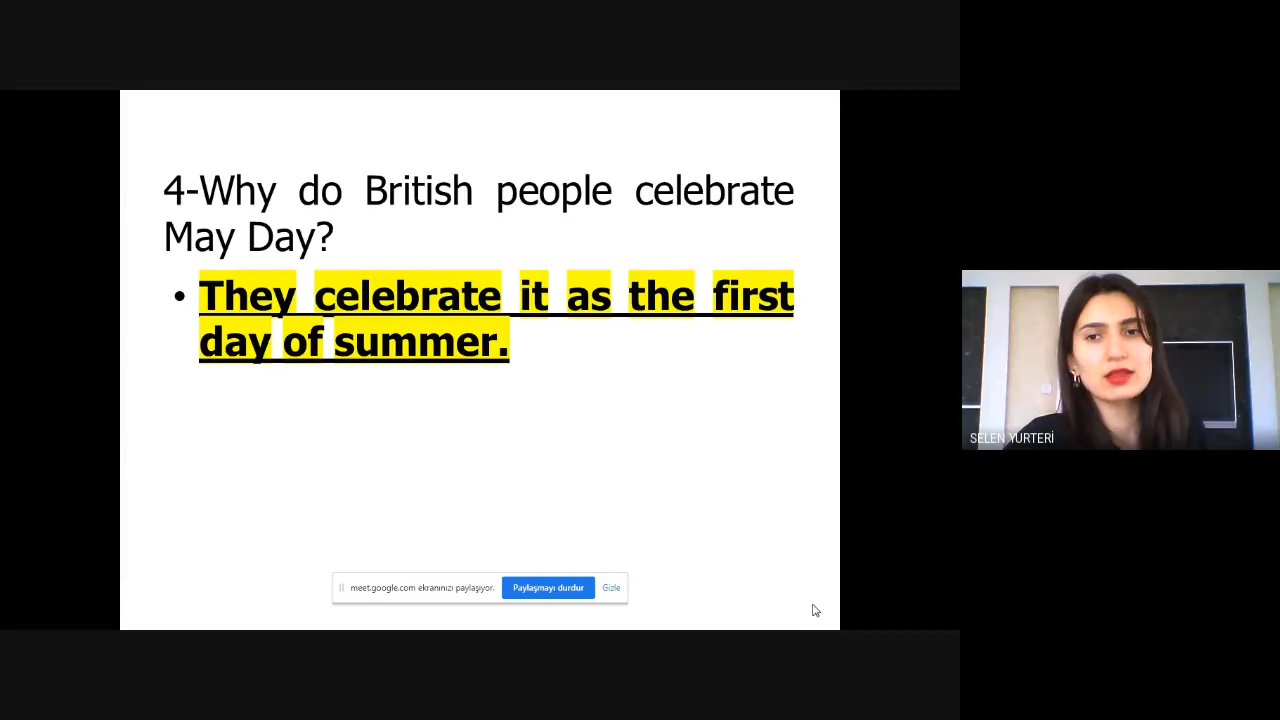 4-Why do British people celebrate
May Day?
• They celebrate it as the first
day of summer.
SELEN YURTERİ
meet.google.com ekranınızı paylaşıyor. Paylaşmayı durdur Gizle